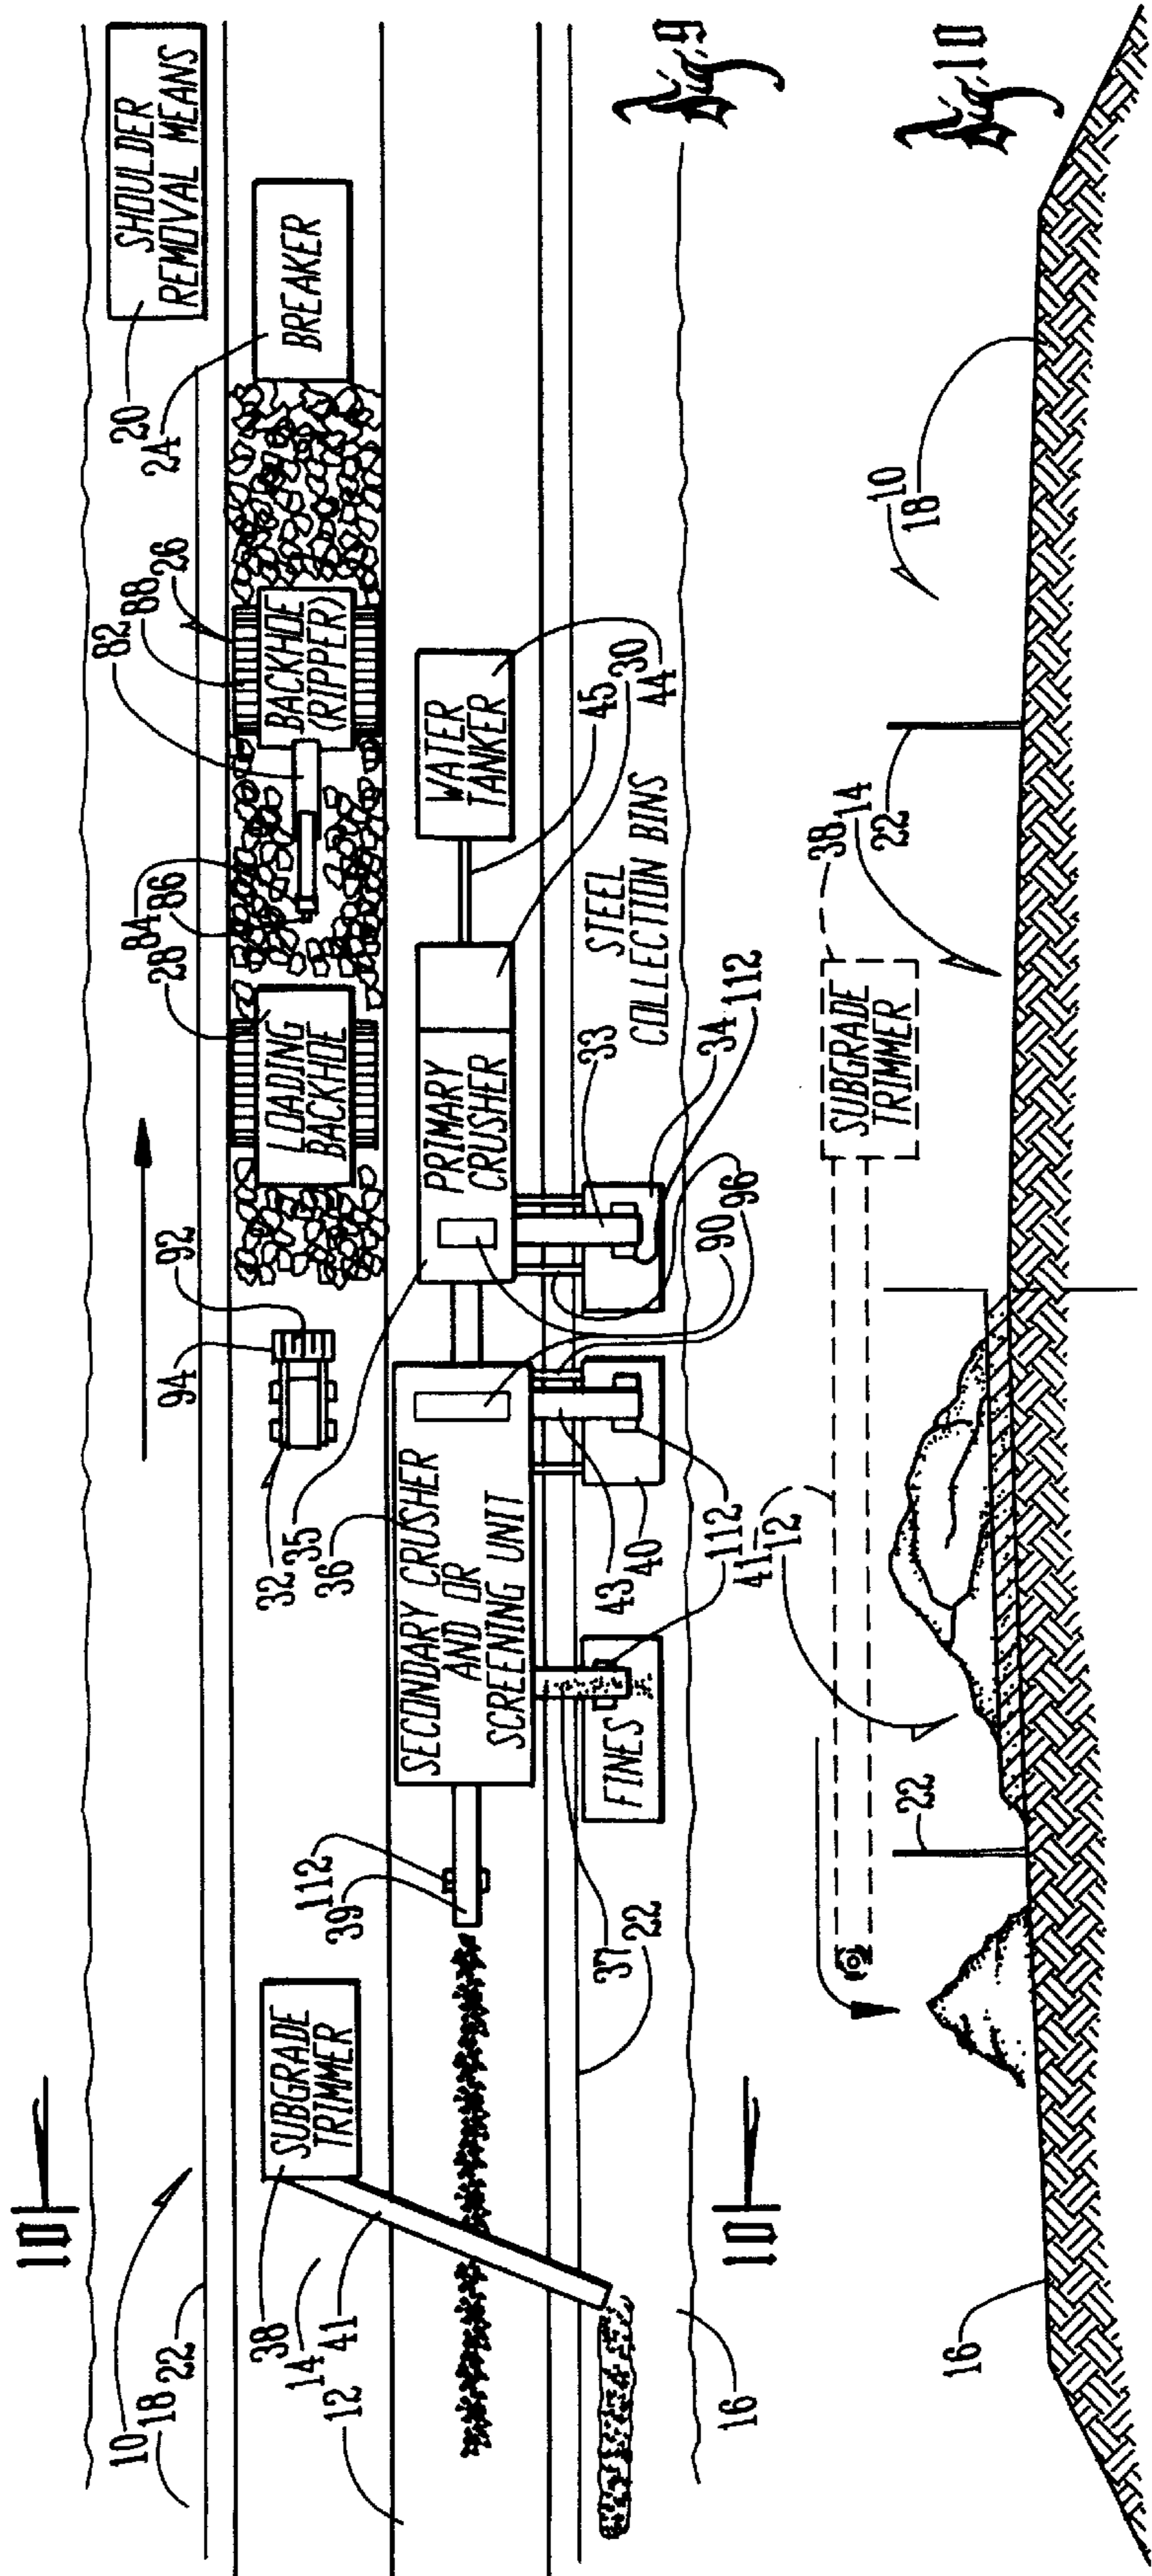 SHOULDER
REMOVAL MEANS
20
24
BREAKER
82
88
26
BACKHOE
(RIPPER)
84
86
28
LOADING
BACKHOE
94
92
32
35
36
WATER
TANKER
45
30
44
PRIMARY
CRUSHER
STEEL
COLLECTION BINS
33
34
112
90
96
SECONDARY CRUSHER
AND OR
SCREENING UNIT
43
40
112
FINES
37
22
112
39
SUBGRADE
TRIMMER
38
14
41
12
10
18
22
16
10
10
Fig. 9
Fig. 10
10
18
22
14
38
SUBGRADE
TRIMMER
41
12
22
16